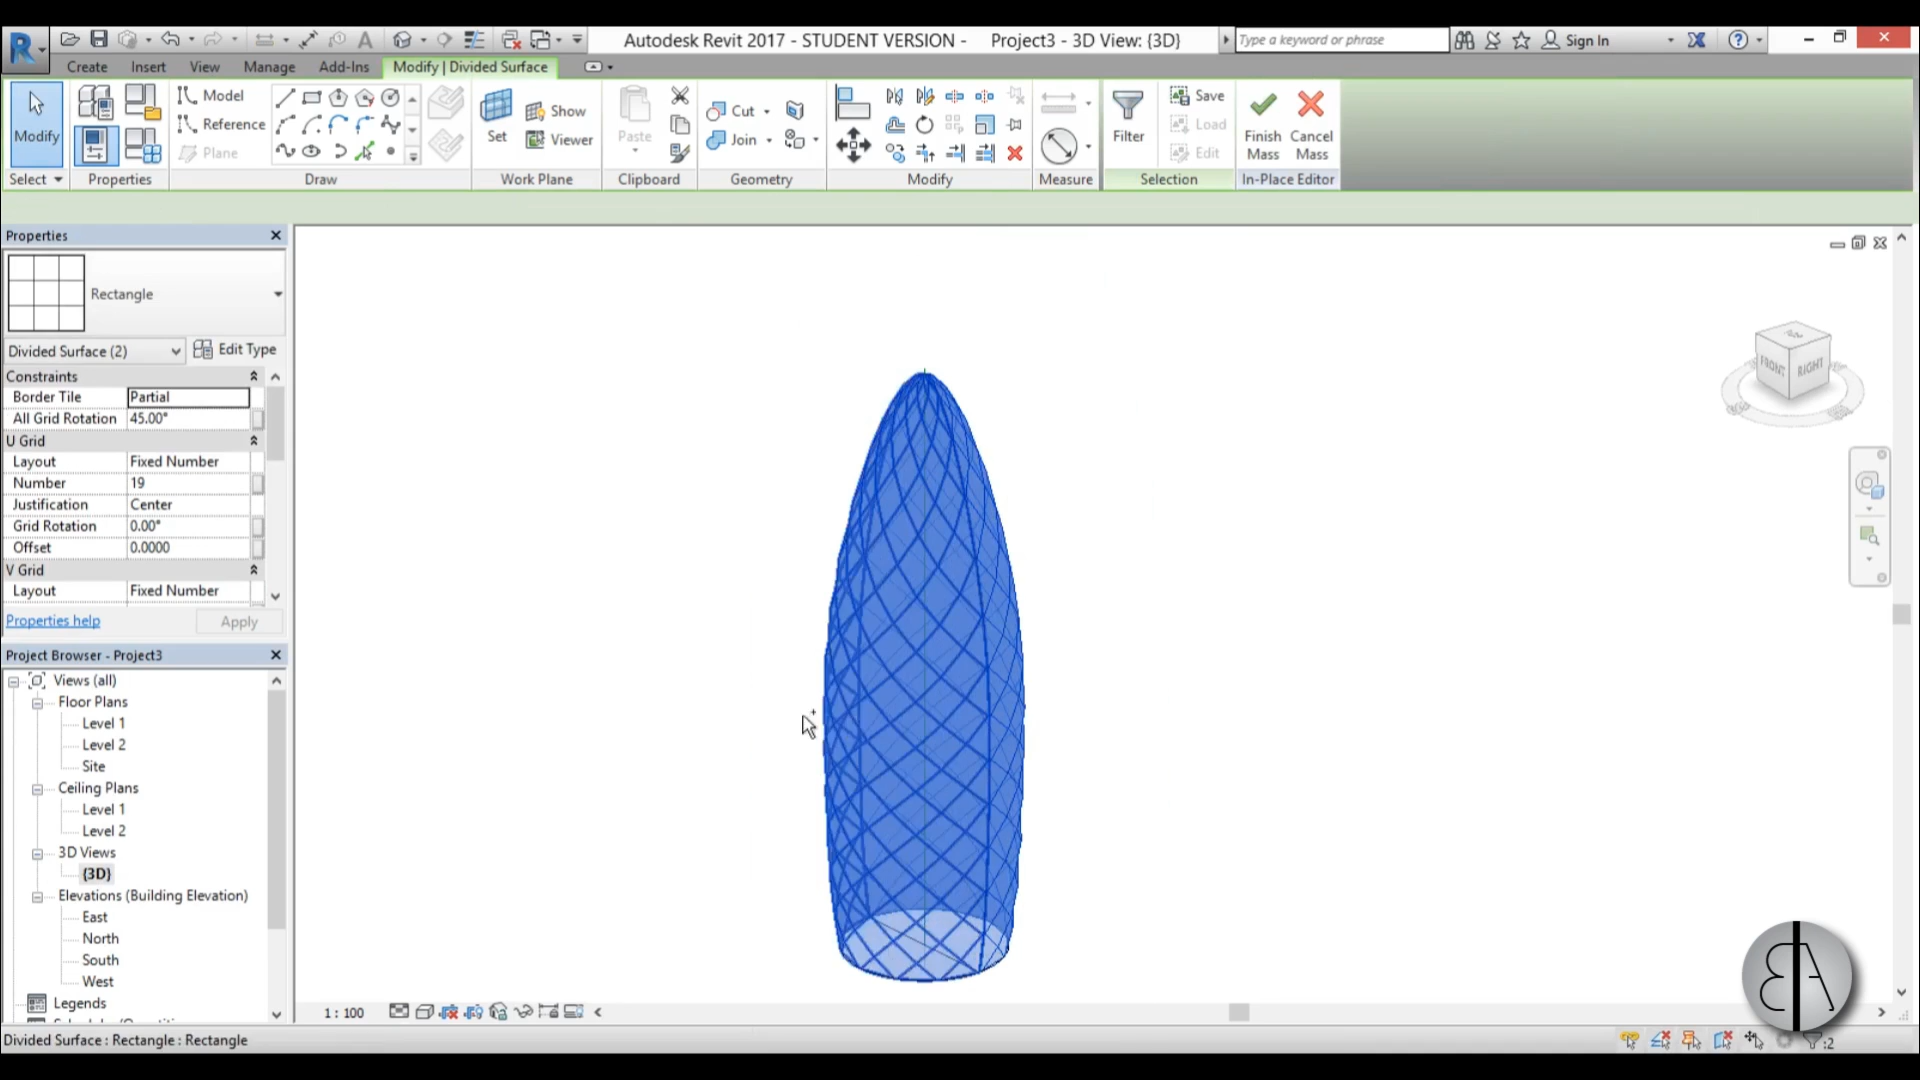 Autodesk Revit 2017 - STUDENT VERSION - Project3 - 3D View: {3D}
Type a keyword or phrase
Sign In
Create Insert View Manage Add-Ins Modify | Divided Surface
Modify
Select
Properties
Model
Reference
Plane
Draw
Set
Show
Viewer
Work Plane
Paste
Clipboard
Cut
Join
Geometry
Modify
Measure
Filter
Save
Load
Edit
Selection
Finish Mass
Cancel Mass
In-Place Editor
Properties
Rectangle
Divided Surface (2)
Edit Type
Constraints
Border Tile Partial
All Grid Rotation 45.00°
U Grid
Layout Fixed Number
Number 19
Justification Center
Grid Rotation 0.00°
Offset 0.0000
V Grid
Layout Fixed Number
Properties help
Apply
Project Browser - Project3
Views (all)
Floor Plans
Level 1
Level 2
Site
Ceiling Plans
Level 1
Level 2
3D Views
{3D}
Elevations (Building Elevation)
East
North
South
West
Legends
FRONT
RIGHT
1 : 100
Divided Surface : Rectangle : Rectangle
:2